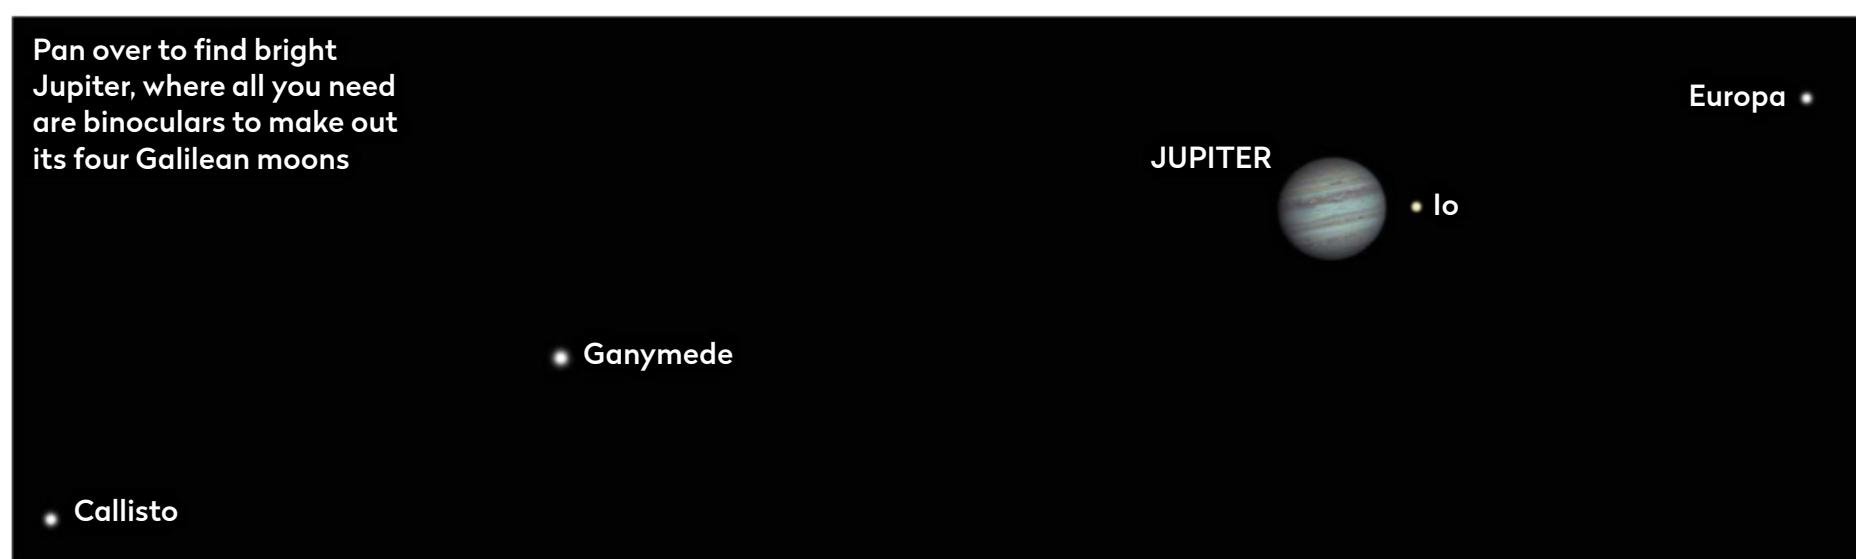 Pan over to find bright
Jupiter, where all you need
are binoculars to make out
its four Galilean moons
Europa
JUPITER
Io
Ganymede
Callisto